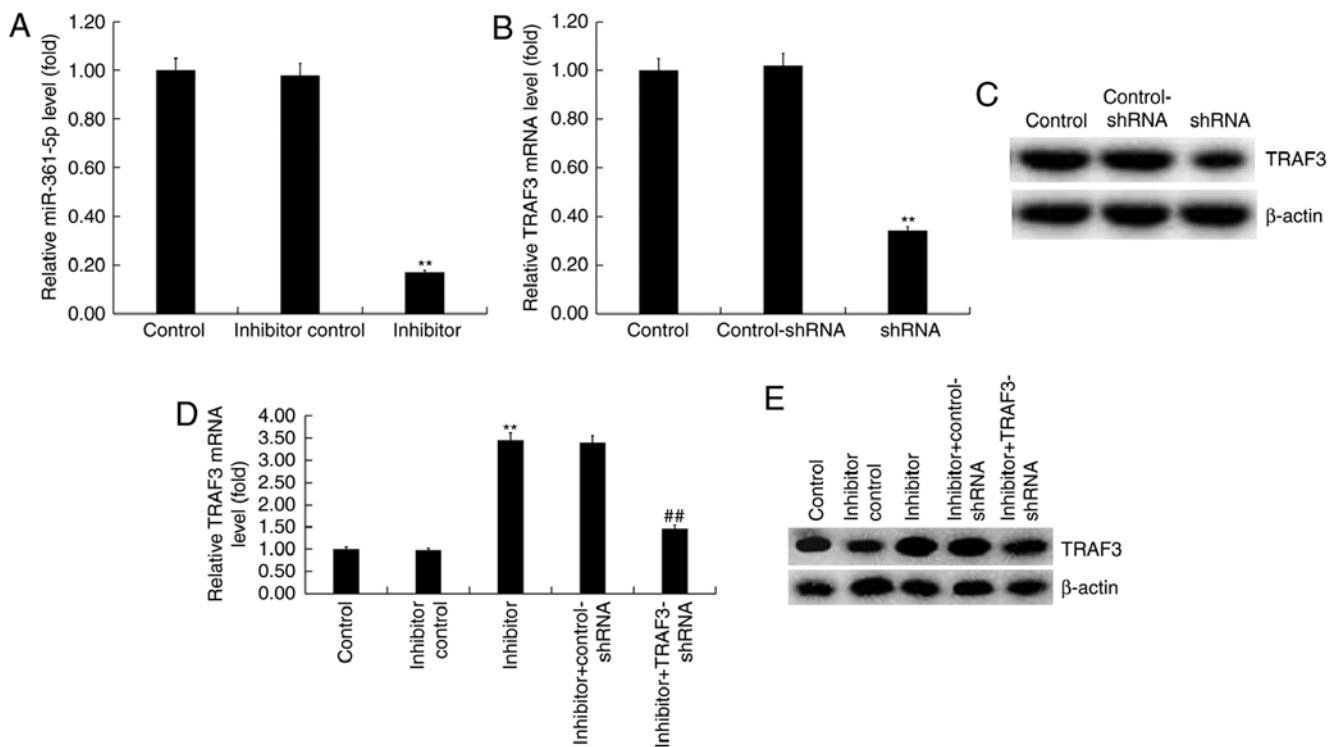 A
Relative miR-361-5p level (fold)
1.20
1.00
0.80
0.60
0.40
0.20
0.00
**
Control
Inhibitor control
Inhibitor
B
Relative TRAF3 mRNA level (fold)
1.20
1.00
0.80
0.60
0.40
0.20
0.00
**
Control
Control-shRNA
shRNA
C
Control
Control-
shRNA
shRNA
TRAF3
β-actin
D
Relative TRAF3 mRNA
level (fold)
4.00
3.50
3.00
2.50
2.00
1.50
1.00
0.50
0.00
**
##
Control
Inhibitor
control
Inhibitor
Inhibitor+control-
shRNA
Inhibitor+TRAF3-
shRNA
E
Control
Inhibitor
control
Inhibitor
Inhibitor+control-
shRNA
Inhibitor+TRAF3-
shRNA
TRAF3
β-actin